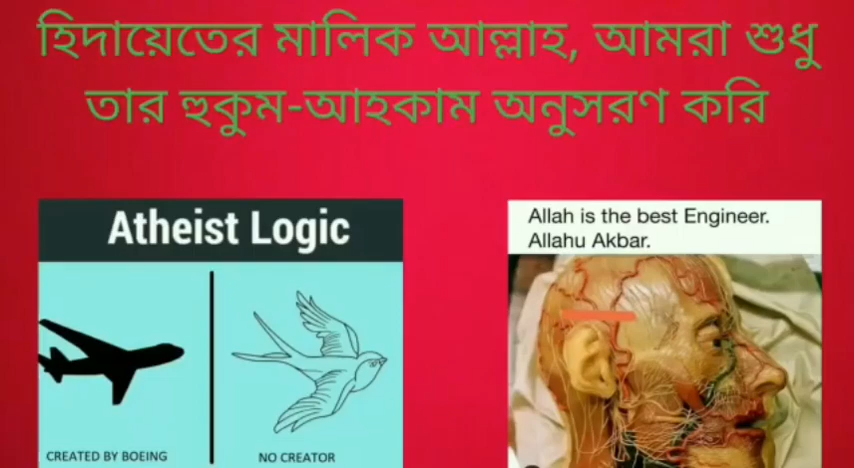 হিদায়েতের মালিক আল্লাহ, আমরা শুধু
তার হুকুম-আহকাম অনুসরণ করি
Atheist Logic
CREATED BY BOEING
NO CREATOR
Allah is the best Engineer.
Allahu Akbar.